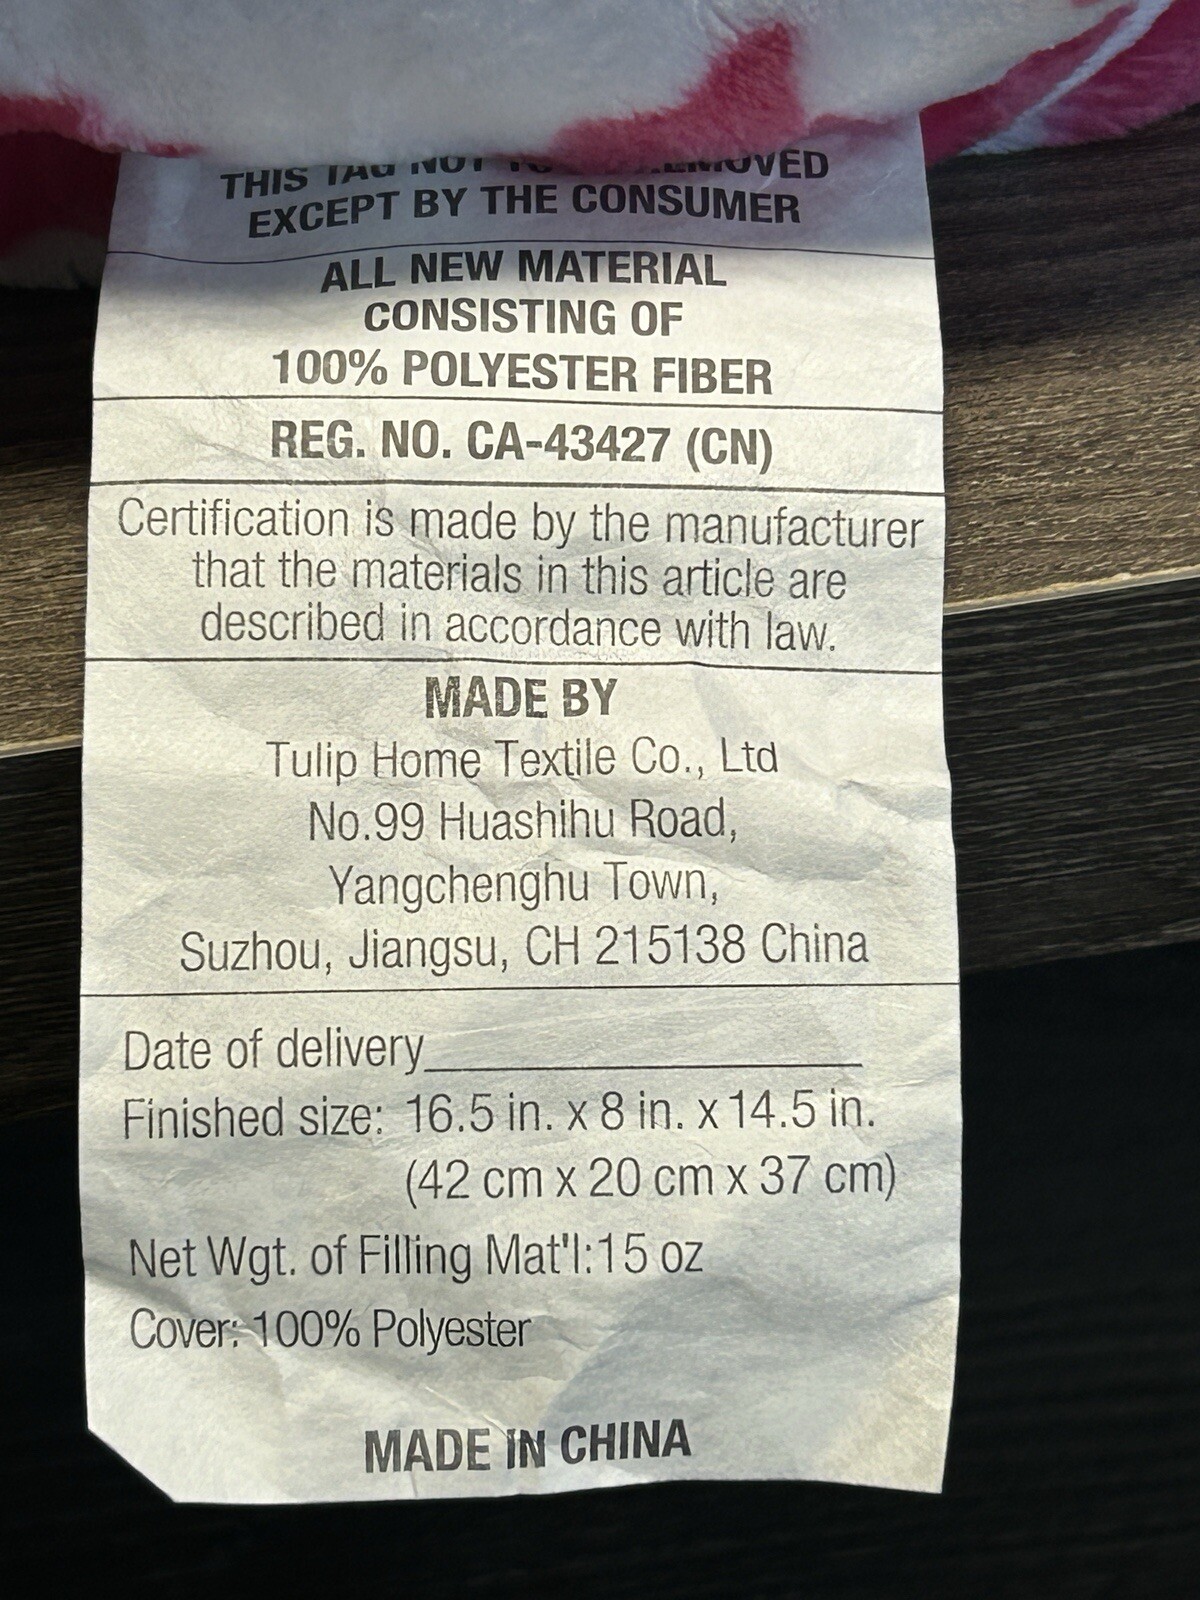 THIS TAG NOT TO REMOVED
EXCEPT BY THE CONSUMER
ALL NEW MATERIAL
CONSISTING OF
100% POLYESTER FIBER
REG. NO. CA-43427 (CN)
Certification is made by the manufacturer
that the materials in this article are
described in accordance with law.
MADE BY
Tulip Home Textile Co., Ltd
No.99 Huashihu Road,
Yangchenghu Town,
Suzhou, Jiangsu, CH 215138 China
Date of delivery
Finished size: 16.5 in. x 8 in. x 14.5 in.
(42 cm x 20 cm x 37 cm)
Net Wgt. of Filling Mat'l:15 oz
Cover: 100% Polyester
MADE IN CHINA